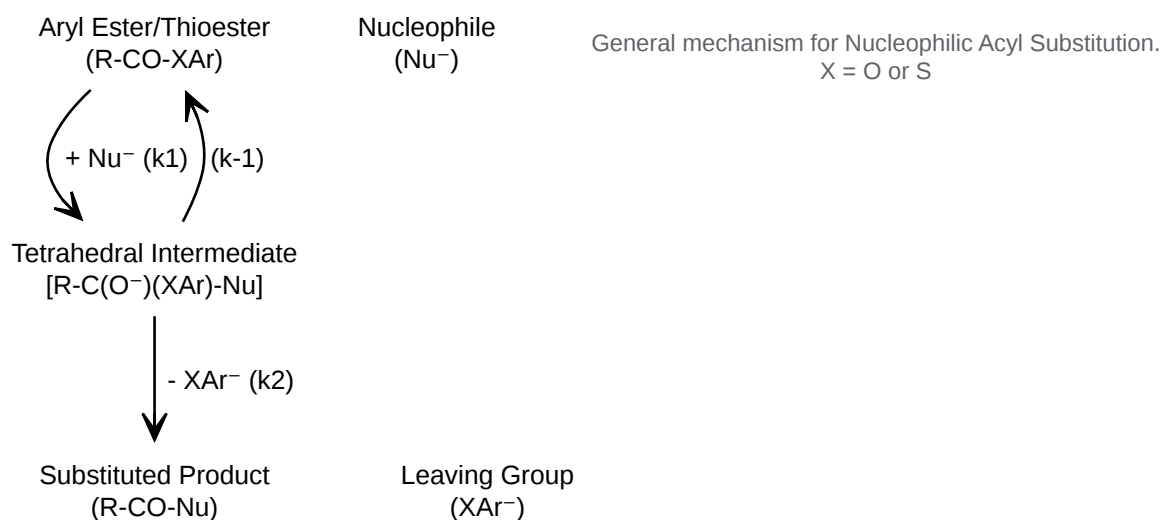 Aryl Ester/Thioester
(R-CO-XAr)
Nucleophile
(Nu⁻)
General mechanism for Nucleophilic Acyl Substitution.
X = O or S
+ Nu⁻ (k1)
(k-1)
Tetrahedral Intermediate
[R-C(O⁻)(XAr)-Nu]
- XAr⁻ (k2)
Substituted Product
(R-CO-Nu)
Leaving Group
(XAr⁻)